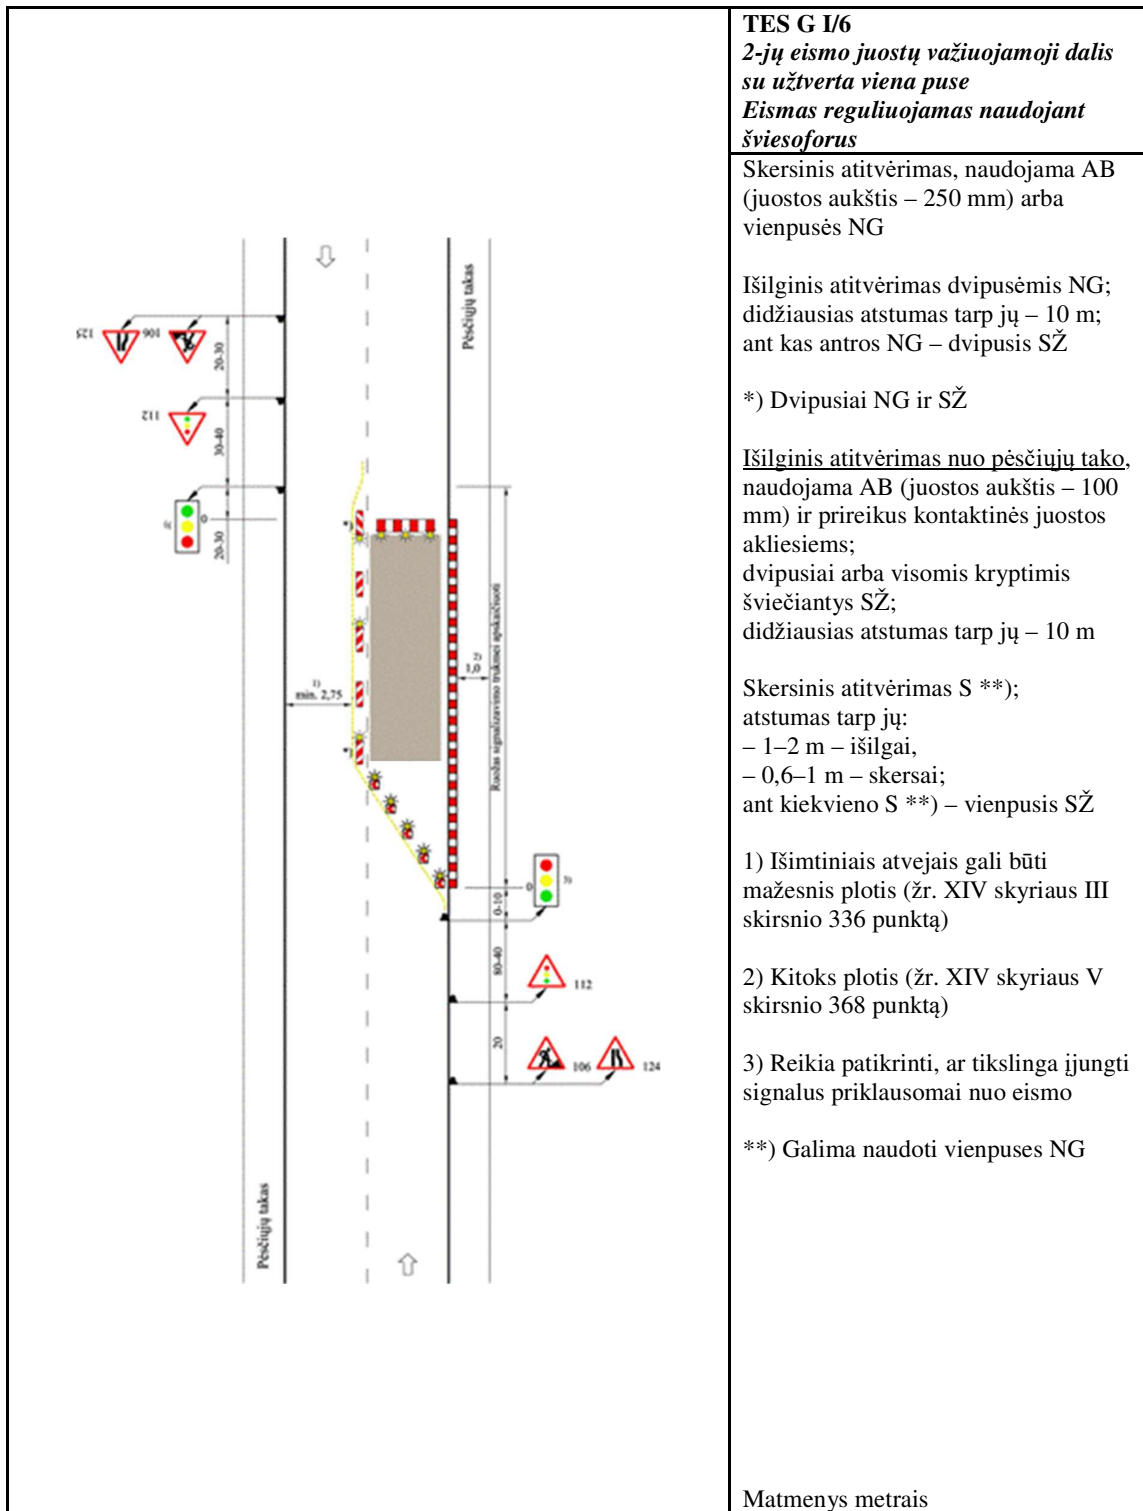 TES G I/6
2-jų eismo juostų važiuojamoji dalis
su užtverta viena puse
Eismas reguliuojamas naudojant
šviesoforus
Skersinis atitvėrimas, naudojama AB
(juostos aukštis – 250 mm) arba
vienpusės NG
Išilginis atitvėrimas dvipusėmis NG;
didžiausias atstumas tarp jų – 10 m;
ant kas antros NG – dvipusis SŽ
*) Dvipusiai NG ir SŽ
Išilginis atitvėrimas nuo pėsčiųjų tako,
naudojama AB (juostos aukštis – 100
mm) ir prireikus kontaktinės juostos
akliesiems;
dvipusiai arba visomis kryptimis
šviečiantys SŽ;
didžiausias atstumas tarp jų – 10 m
Skersinis atitvėrimas S **);
atstumas tarp jų:
– 1–2 m – išilgai,
– 0,6–1 m – skersai;
ant kiekvieno S **) – vienpusis SŽ
1) Išimtiniais atvejais gali būti
mažesnis plotis (žr. XIV skyriaus III
skirsnio 336 punktą)
2) Kitoks plotis (žr. XIV skyriaus V
skirsnio 368 punktą)
3) Reikia patikrinti, ar tikslinga įjungti
signalus priklausomai nuo eismo
**) Galima naudoti vienpuses NG
Matmenys metrais
Pėsčiųjų takas
125
106
20-30
112
30-40
3)
0
20-30
1)
min. 2,75
2)
1,0
Ruožas signalizavimo trukmei apskaičiuoti
0
3)
0-10
80-40
112
20
106
124
Pėsčiųjų takas